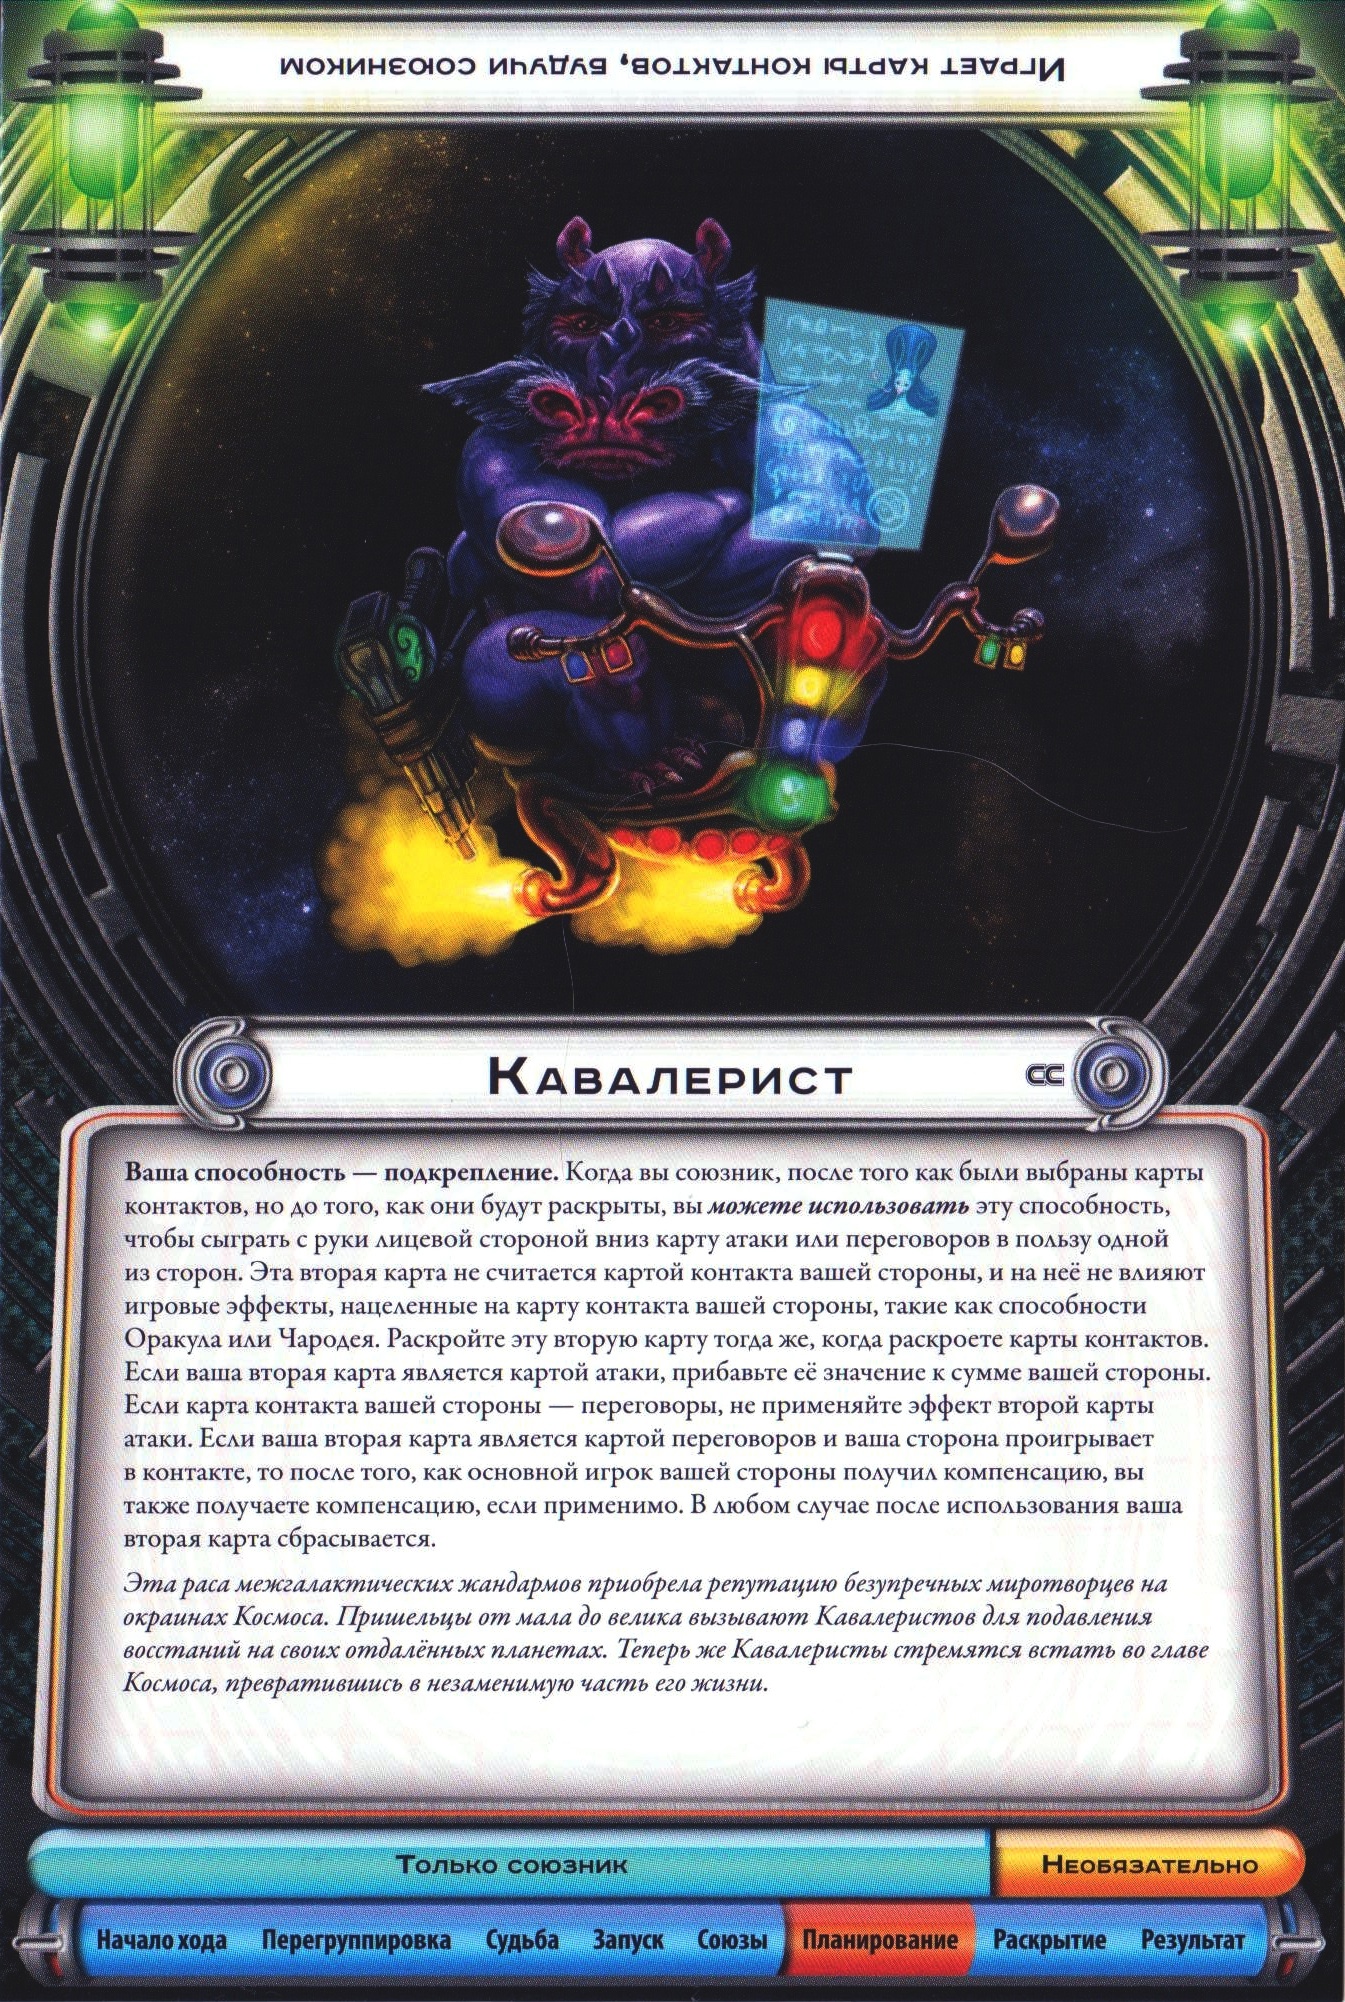 Играет карты контактов, будучи союзником
Кавалерист CC
Ваша способность — подкрепление. Когда вы союзник, после того как были выбраны карты
контактов, но до того, как они будут раскрыты, вы можете использовать эту способность,
чтобы сыграть с руки лицевой стороной вниз карту атаки или переговоров в пользу одной
из сторон. Эта вторая карта не считается картой контакта вашей стороны, и на неё не влияют
игровые эффекты, нацеленные на карту контакта вашей стороны, такие как способности
Оракула или Чародея. Раскройте эту вторую карту тогда же, когда раскроете карты контактов.
Если ваша вторая карта является картой атаки, прибавьте её значение к сумме вашей стороны.
Если карта контакта вашей стороны — переговоры, не применяйте эффект второй карты
атаки. Если ваша вторая карта является картой переговоров и ваша сторона проигрывает
в контакте, то после того, как основной игрок вашей стороны получил компенсацию, вы
также получаете компенсацию, если применимо. В любом случае после использования ваша
вторая карта сбрасывается.
Эта раса межгалактических жандармов приобрела репутацию безупречных миротворцев на
окраинах Космоса. Пришельцы от мала до велика вызывают Кавалеристов для подавления
восстаний на своих отдалённых планетах. Теперь же Кавалеристы стремятся встать во главе
Космоса, превратившись в незаменимую часть его жизни.
Только союзник Необязательно
Начало хода Перегруппировка Судьба Запуск Союзы Планирование Раскрытие Результат